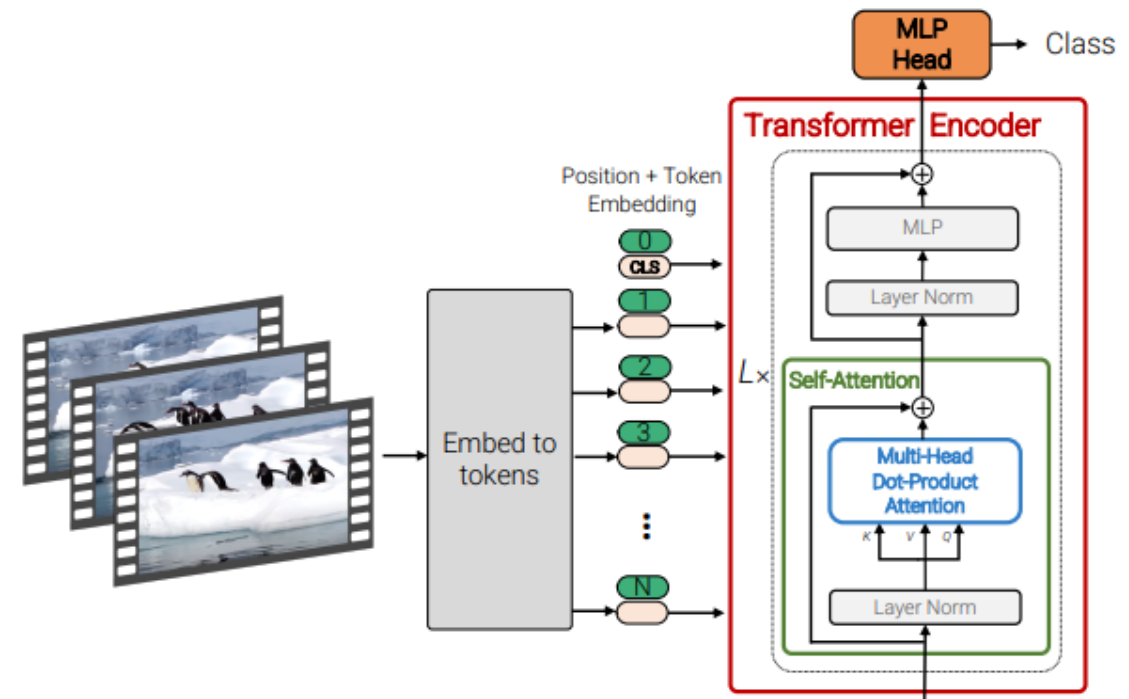 MLP
Head
Class
Transformer Encoder
Position + Token
Embedding
0
CLS
1
2
3
N
Embed to
tokens
L×
MLP
Layer Norm
Self-Attention
Multi-Head
Dot-Product
Attention
K V Q
Layer Norm